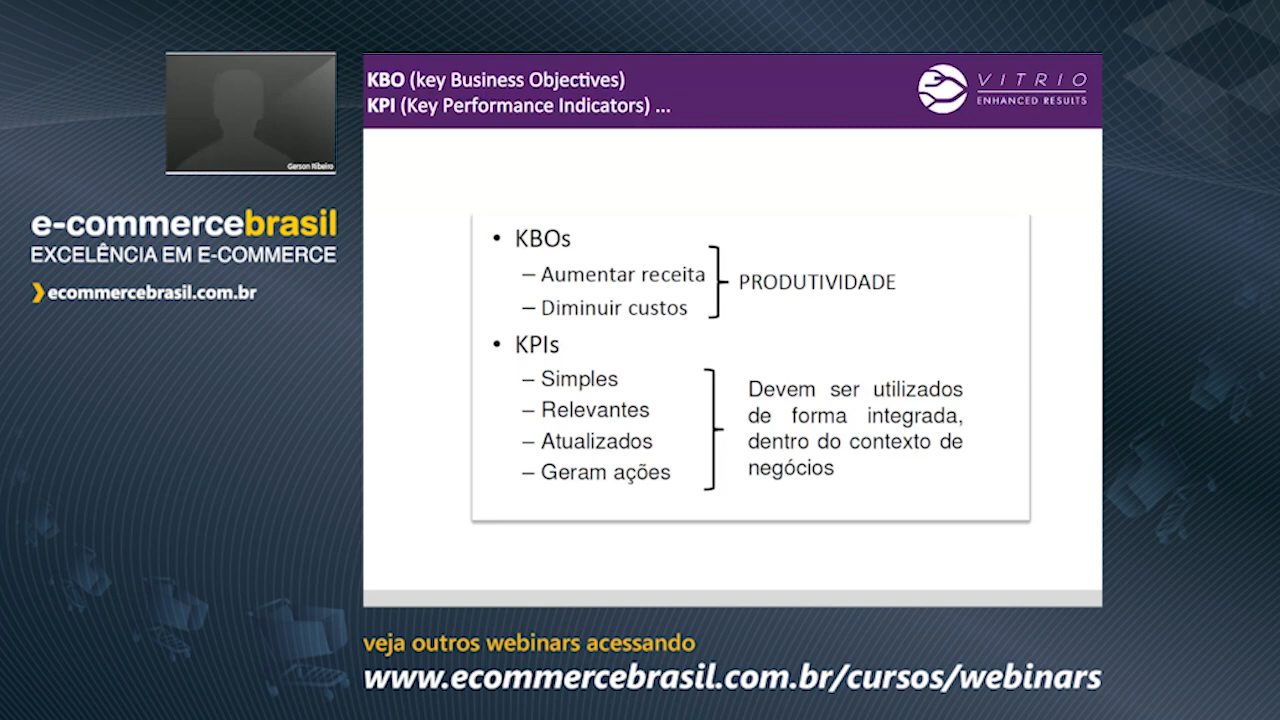 KBO (key Business Objectives)
KPI (Key Performance Indicators) ...
VITRIO
ENHANCED RESULTS
Gerson Ribeiro
e-commercebrasil
EXCELÊNCIA EM E-COMMERCE
ecommercebrasil.com.br
• KBOs
– Aumentar receita
– Diminuir custos
PRODUTIVIDADE
• KPIs
– Simples
– Relevantes
– Atualizados
– Geram ações
Devem ser utilizados
de forma integrada,
dentro do contexto de
negócios
veja outros webinars acessando
www.ecommercebrasil.com.br/cursos/webinars